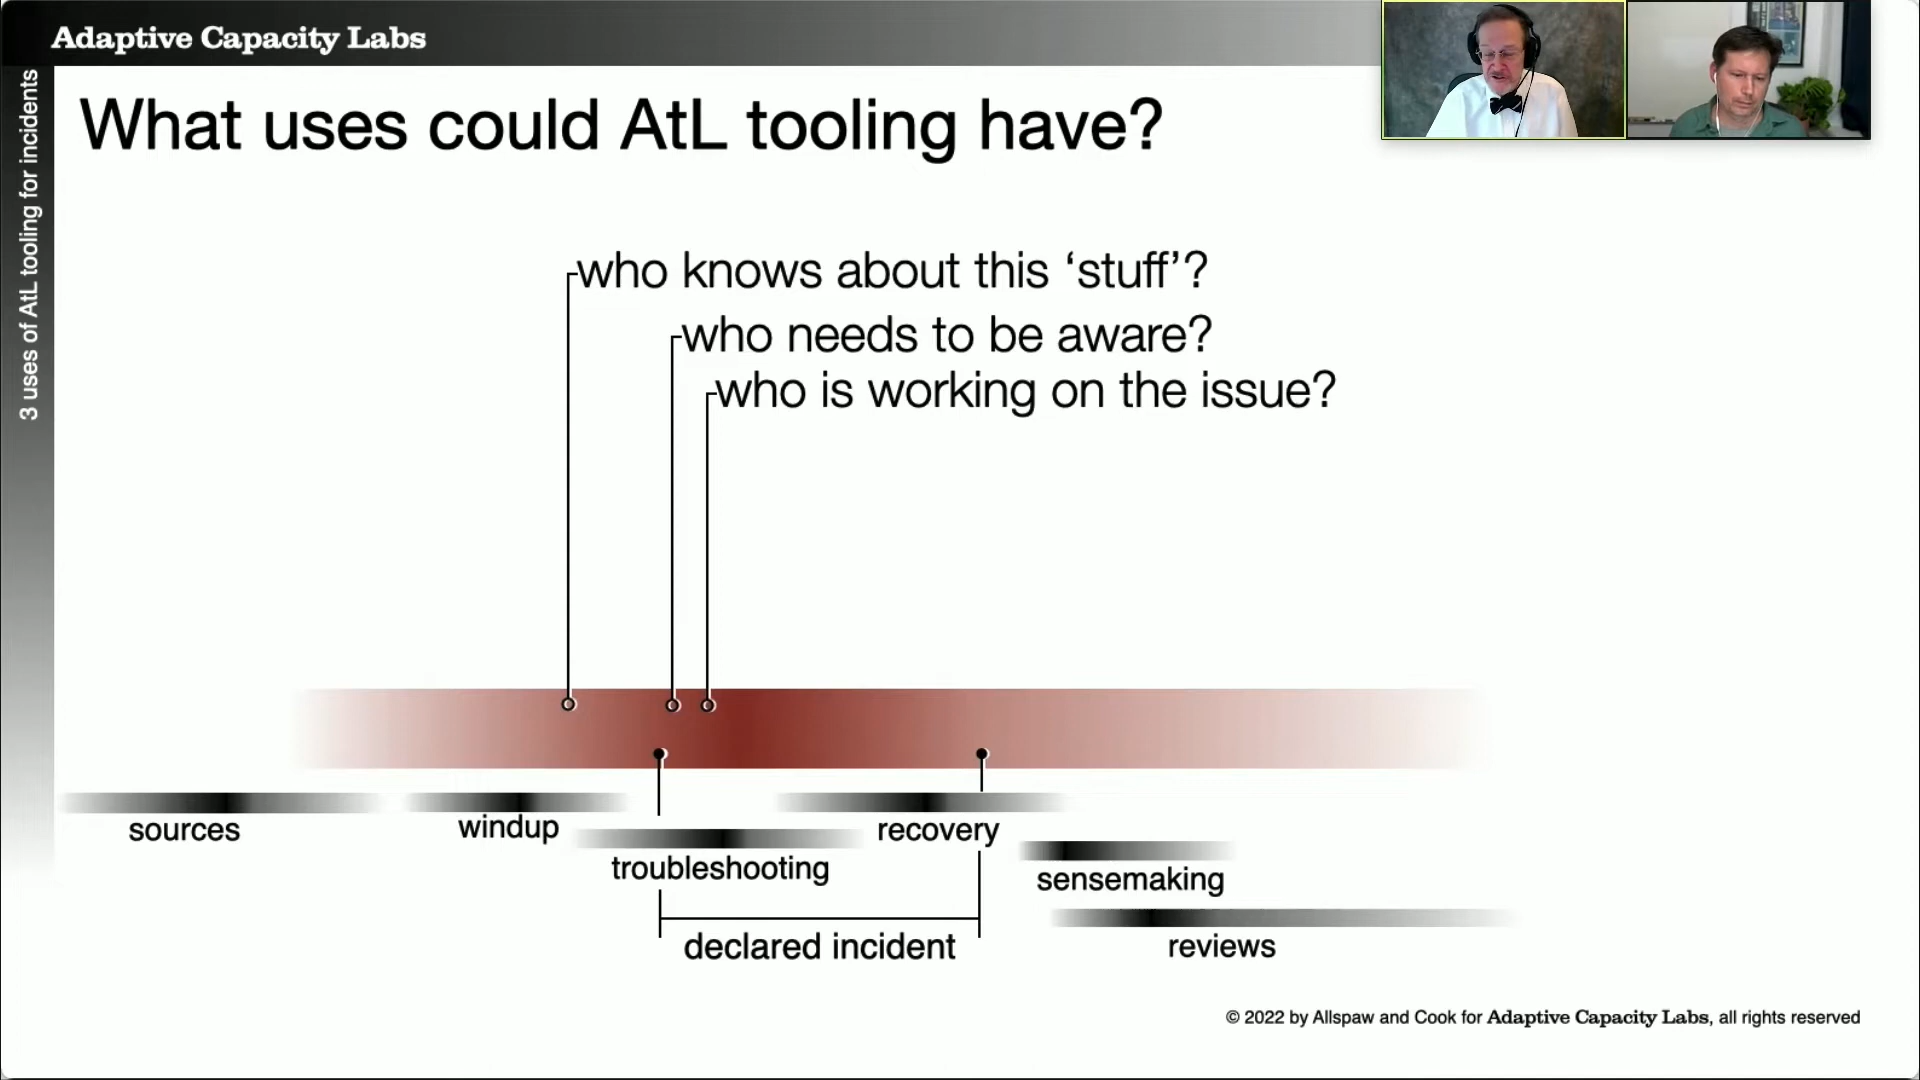 Adaptive Capacity Labs
3 uses of AtL tooling for incidents
What uses could AtL tooling have?
who knows about this ‘stuff’?
who needs to be aware?
who is working on the issue?
sources
windup
troubleshooting
recovery
sensemaking
declared incident
reviews
© 2022 by Allspaw and Cook for Adaptive Capacity Labs, all rights reserved